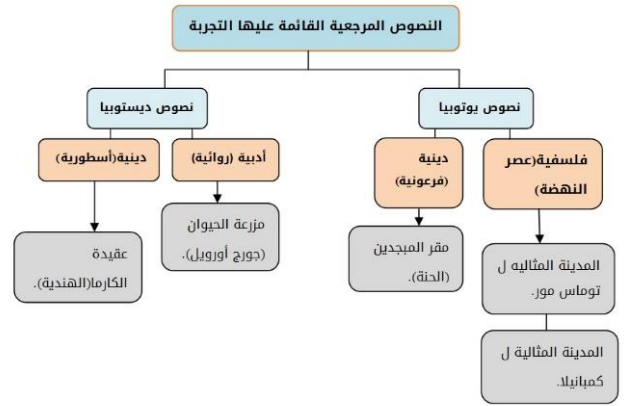 النصوص المرجعية القائمة عليها التجربة
نصوص يوتوبيا
نصوص ديستوبيا
فلسفية(عصر
النهضة)
دينية
(فرعونية)
أدبية (روائية)
دينية(أسطورية)
المدينة المثاليه ل
توماس مور.
المدينة المثالية ل
كمبانيلا.
مقر المبجدين
(الحنة).
مزرعة الحيوان
(جورج أورويل).
عقيدة
الكارما(الهندية).